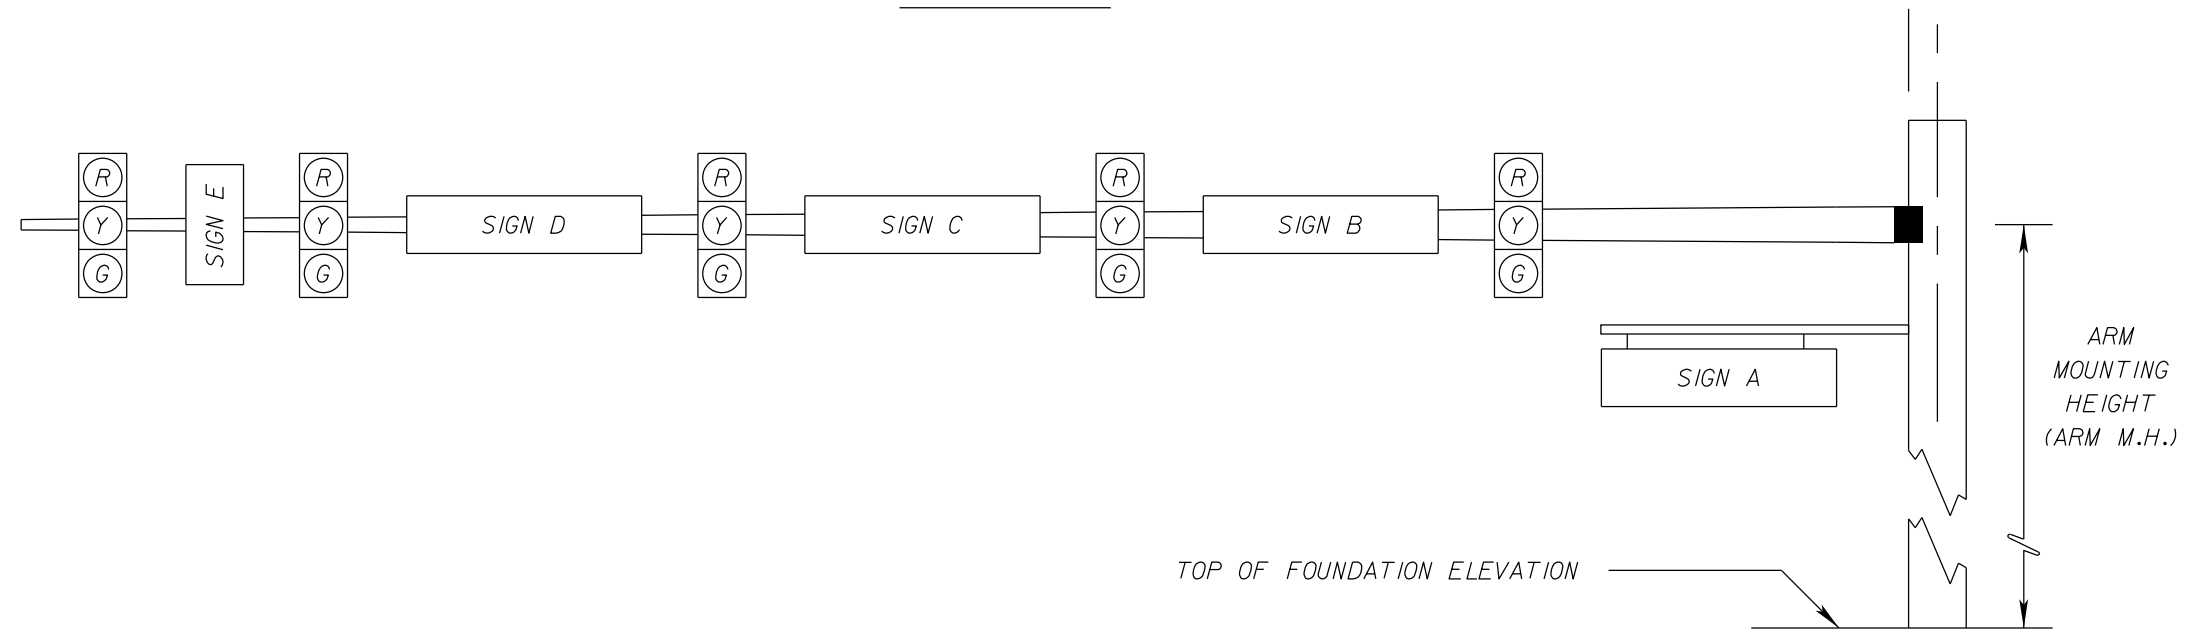 R
Y
G
SIGN E
R
Y
G
SIGN D
R
Y
G
SIGN C
R
Y
G
SIGN B
R
Y
G
SIGN A
ARM
MOUNTING
HEIGHT
(ARM M.H.)
TOP OF FOUNDATION ELEVATION